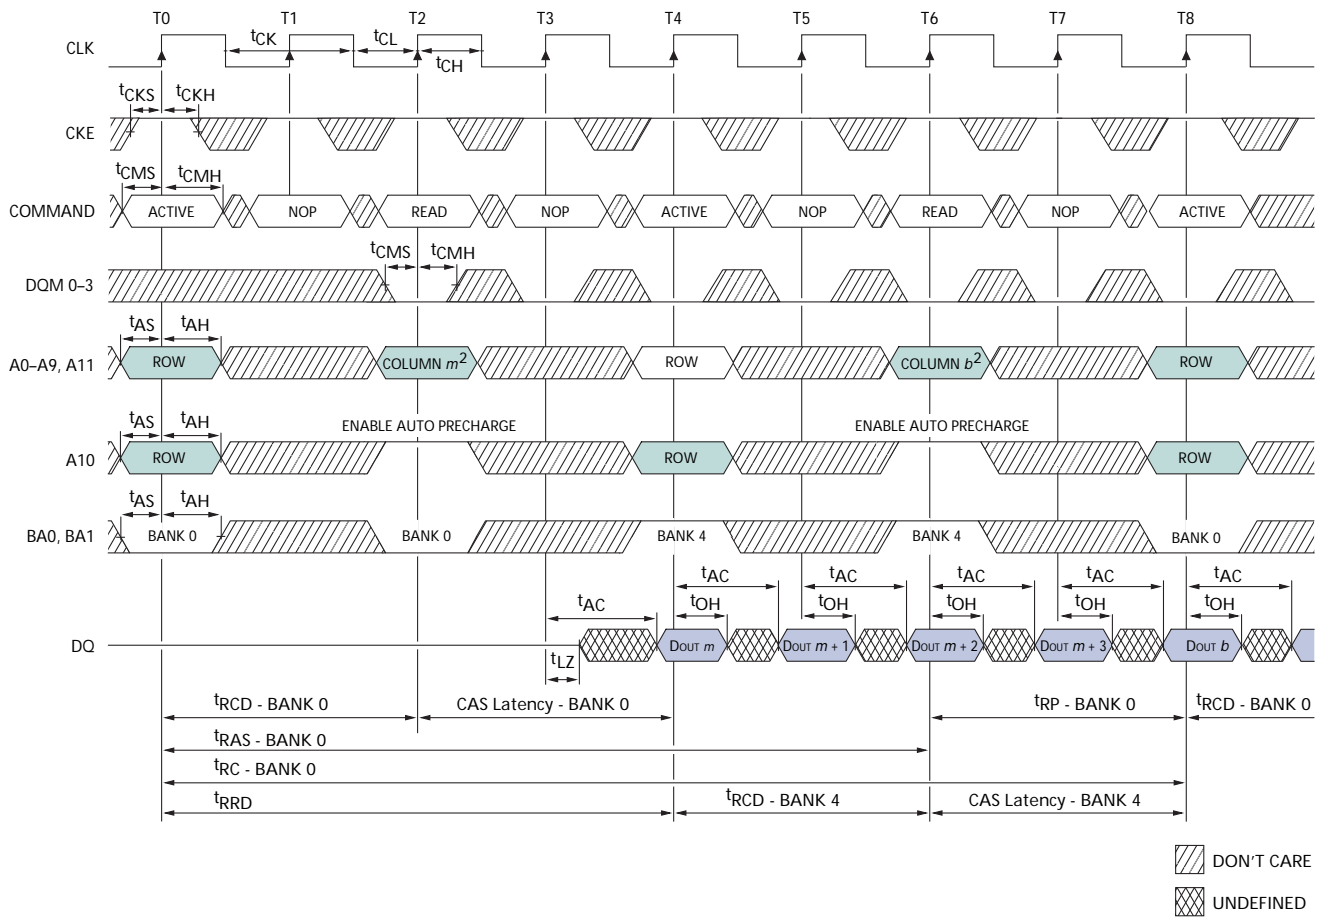 T0 T1 T2 T3 T4 T5 T6 T7 T8
CLK
tCK tCL
tCH
tCKS tCKH
CKE
tCMS tCMH
COMMAND ACTIVE NOP READ NOP ACTIVE NOP READ NOP ACTIVE
tCMS tCMH
DQM 0–3
tAS tAH
A0–A9, A11 ROW COLUMN m2 ROW COLUMN b2 ROW
tAS tAH ENABLE AUTO PRECHARGE ENABLE AUTO PRECHARGE
A10 ROW ROW ROW
tAS tAH
BA0, BA1 BANK 0 BANK 0 BANK 4 BANK 4 BANK 0
tAC tAC tAC tAC tAC
tAC tOH tOH tOH tOH tOH
DQ DOUT m DOUT m + 1 DOUT m + 2 DOUT m + 3 DOUT b
tLZ
tRCD - BANK 0 CAS Latency - BANK 0 tRP - BANK 0 tRCD - BANK 0
tRAS - BANK 0
tRC - BANK 0
tRRD tRCD - BANK 4 CAS Latency - BANK 4
DON'T CARE
UNDEFINED